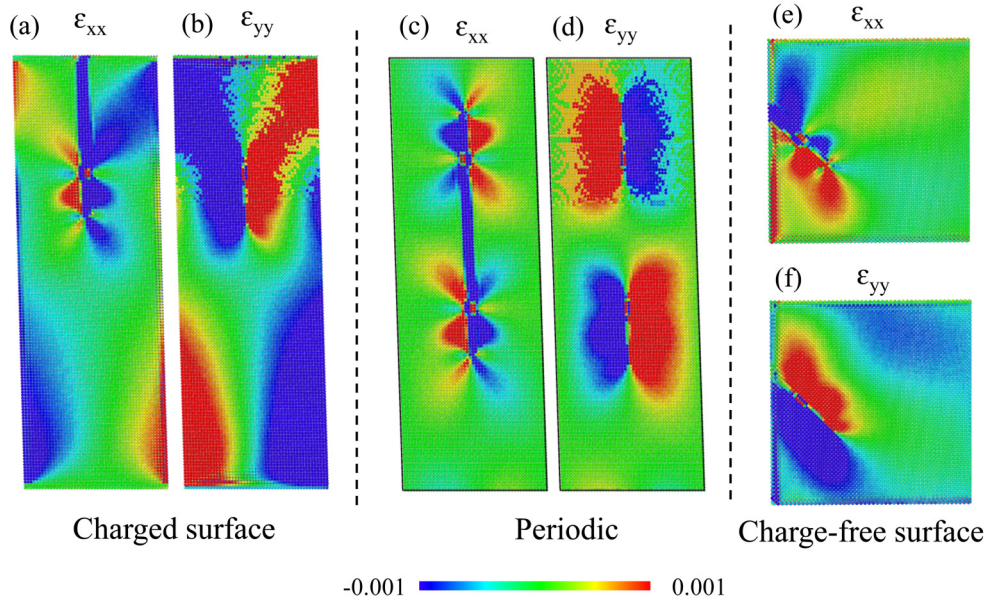 (a) εxx (b) εyy (c) εxx (d) εyy (e) εxx
(f) εyy
Charged surface Periodic Charge-free surface
-0.001 0.001